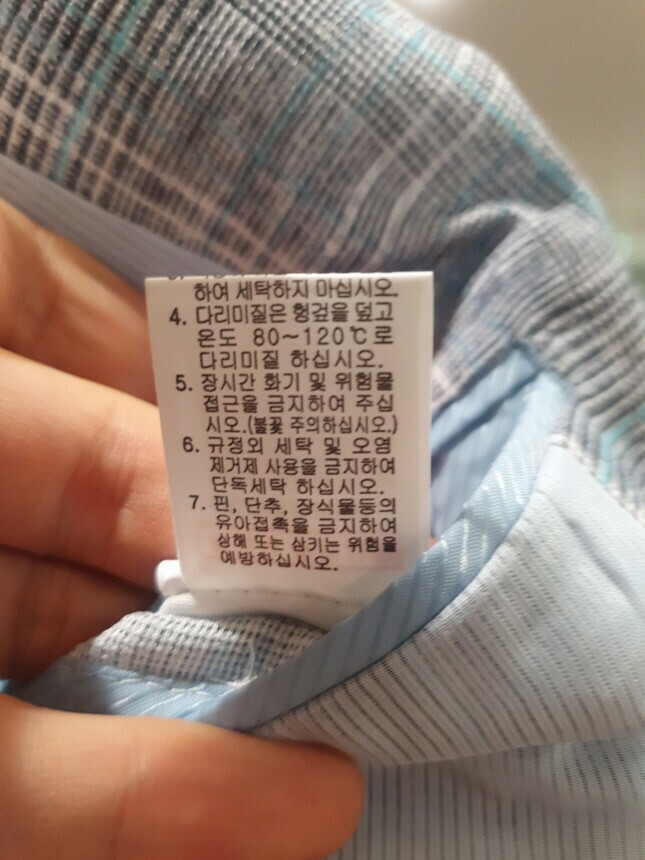 하여 세탁하지 마십시오.
4. 다리미질은 헝겊을 덮고
온도 80~120℃로
다리미질 하십시오.
5. 장시간 화기 및 위험물
접근을 금지하여 주십
시오.(불꽃 주의하십시오.)
6. 규정외 세탁 및 오염
제거제 사용을 금지하여
단독세탁 하십시오.
7. 핀, 단추, 장식물등의
유아접촉을 금지하여
상해 또는 삼키는 위험을
예방하십시오.